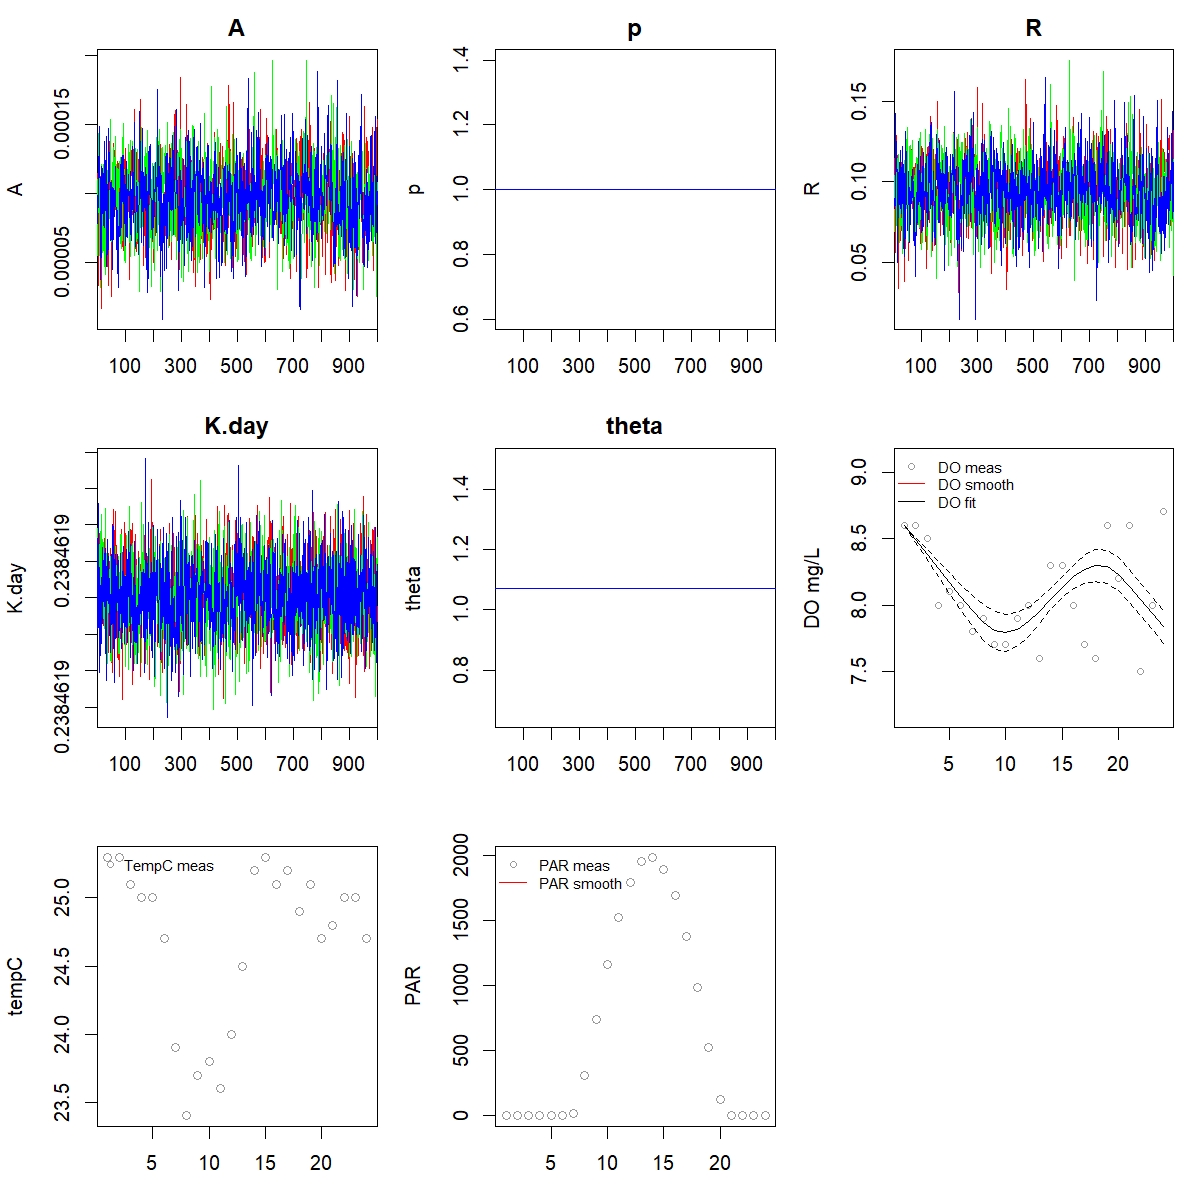 A
p
R
A
0.00005
0.00015
100 300 500 700 900
p
0.6 0.8 1.0 1.2 1.4
100 300 500 700 900
R
0.05 0.10 0.15
100 300 500 700 900
K.day
theta
K.day
0.2384619 0.2384619 0.2384619
100 300 500 700 900
theta
0.8 1.0 1.2 1.4
100 300 500 700 900
DO mg/L
7.5 8.0 8.5 9.0
DO meas
DO smooth
DO fit
5 10 15 20
tempC
23.5 24.0 24.5 25.0
TempC meas
5 10 15 20
PAR
0 500 1000 1500 2000
PAR meas
PAR smooth
5 10 15 20